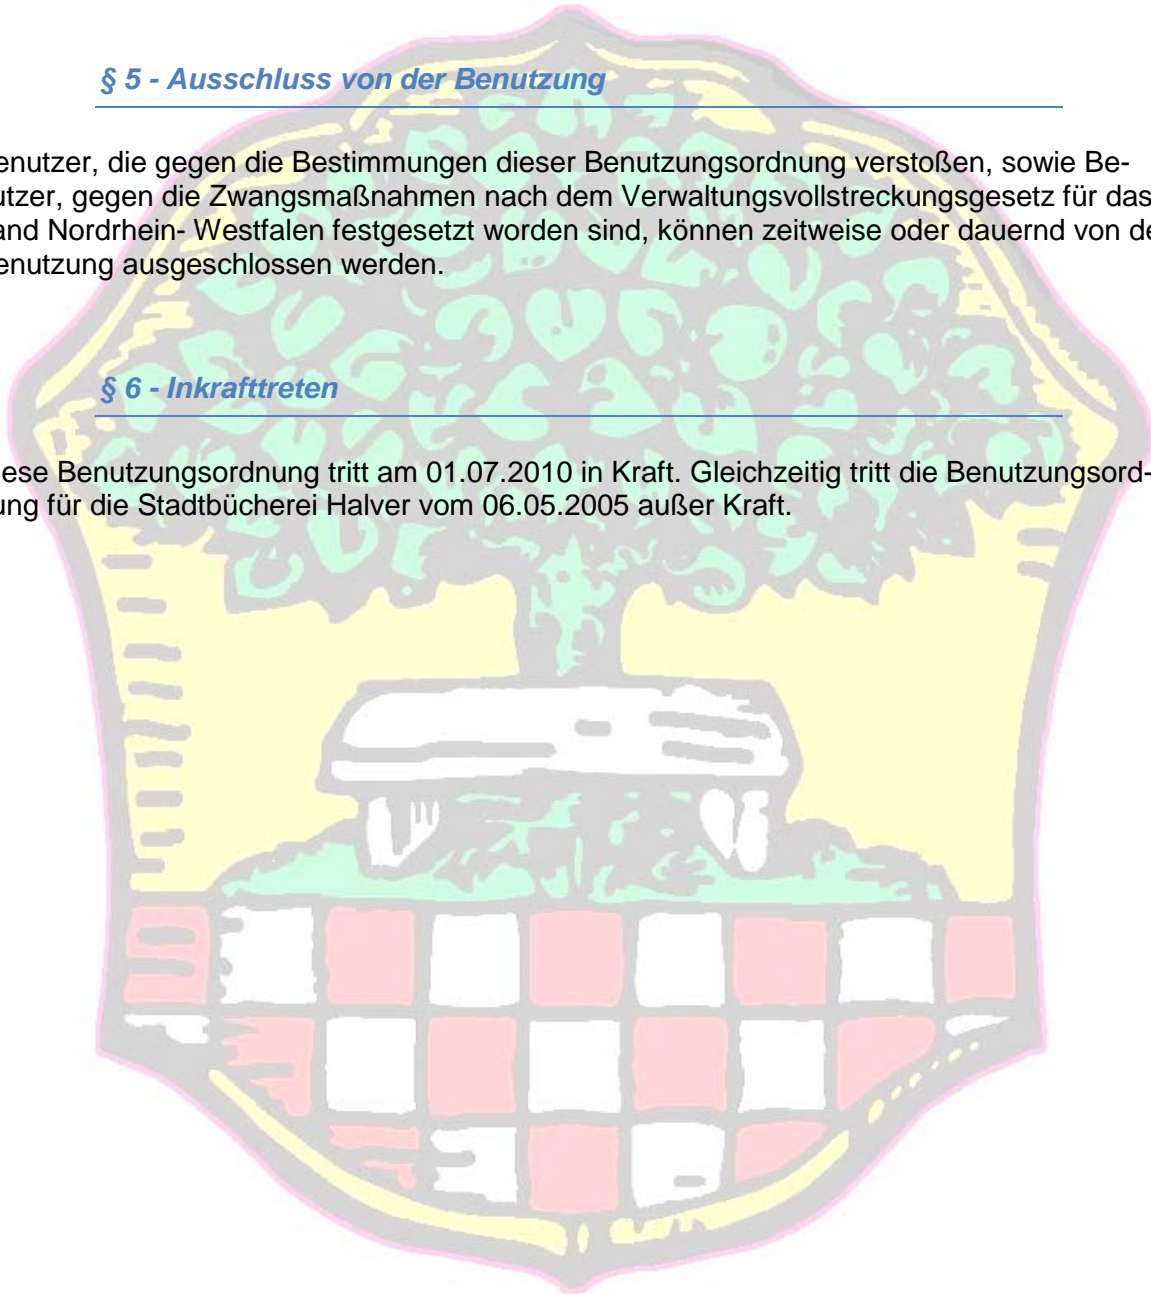 § 5 - Ausschluss von der Benutzung
enutzer, die gegen die Bestimmungen dieser Benutzungsordnung verstoßen, sowie Be-
utzer, gegen die Zwangsmaßnahmen nach dem Verwaltungsvollstreckungsgesetz für das
and Nordrhein- Westfalen festgesetzt worden sind, können zeitweise oder dauernd von de
enutzung ausgeschlossen werden.
§ 6 - Inkrafttreten
iese Benutzungsordnung tritt am 01.07.2010 in Kraft. Gleichzeitig tritt die Benutzungsord-
ung für die Stadtbücherei Halver vom 06.05.2005 außer Kraft.